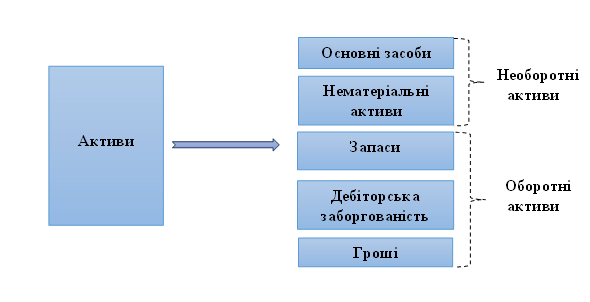 Активи
Основні засоби
Нематеріальні
активи
Запаси
Дебіторська
заборгованість
Гроші
Необоротні
активи
Оборотні
активи